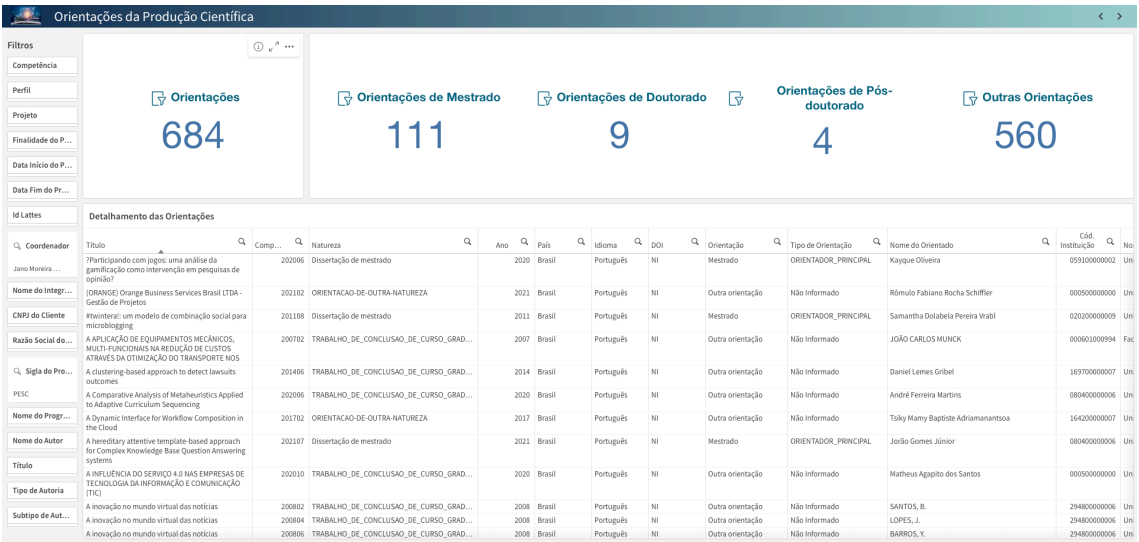 Orientações da Produção Científica
Filtros
Competência
Perfil
Projeto
Finalidade do P...
Data Início do P...
Data Fim do Pr...
Id Lattes
Coordenador
Jano Moreira ...
Nome do Integr...
CNPJ do Cliente
Razão Social do...
Sigla do Pro...
PESC
Nome do Progr...
Nome do Autor
Título
Tipo de Autoria
Subtipo de Aut...
Orientações
684
Orientações de Mestrado
111
Orientações de Doutorado
9
Orientações de Pós-
doutorado
4
Outras Orientações
560
Detalhamento das Orientações
Título Comp... Natureza Ano País Idioma DOI Orientação Tipo de Orientação Nome do Orientado Cód. Instituição
?Participando com jogos: uma análise da 202006 Dissertação de mestrado 2020 Brasil Português NI Mestrado ORIENTADOR_PRINCIPAL Kayque Oliveira 059100000002 Uni
gamificação como intervenção em pesquisas de
opinião?
(ORANGE) Orange Business Services Brasil LTDA - 202102 ORIENTACAO-DE-OUTRA-NATUREZA 2021 Brasil Português NI Outra orientação Não Informado Rômulo Fabiano Rocha Schiffler 000500000000 Uni
Gestão de Projetos
#twintera!: um modelo de combinação social para 201108 Dissertação de mestrado 2011 Brasil Português NI Mestrado ORIENTADOR_PRINCIPAL Samantha Dolabela Pereira Vrabl 020200000009 Uni
microblogging
A APLICAÇÃO DE EQUIPAMENTOS MECÂNICOS, 200702 TRABALHO_DE_CONCLUSAO_DE_CURSO_GRAD... 2007 Brasil Português NI Outra orientação Não Informado JOÃO CARLOS MUNCK 000601000994 Fac
MULTI-FUNCIONAIS NA REDUÇÃO DE CUSTOS
ATRAVÉS DA OTIMIZAÇÃO DO TRANSPORTE NOS
A clustering-based approach to detect lawsuits 201406 TRABALHO_DE_CONCLUSAO_DE_CURSO_GRAD... 2014 Brasil Português NI Outra orientação Não Informado Daniel Lemes Gribel 169700000007 Uni
outcomes
A Comparative Analysis of Metaheuristics Applied 202006 TRABALHO_DE_CONCLUSAO_DE_CURSO_GRAD... 2020 Brasil Português NI Outra orientação Não Informado André Ferreira Martins 080400000006 Uni
to Adaptive Curriculum Sequencing
A Dynamic Interface for Workflow Composition in 201702 ORIENTACAO-DE-OUTRA-NATUREZA 2017 Brasil Português NI Outra orientação Não Informado Tsiky Mamy Baptiste Adriamanantsoa 164200000007 Uni
the Cloud
A hereditary attentive template-based approach 202107 Dissertação de mestrado 2021 Brasil Português NI Mestrado ORIENTADOR_PRINCIPAL Jorão Gomes Júnior 080400000006 Uni
for Complex Knowledge Base Question Answering
systems
A INFLUÊNCIA DO SERVIÇO 4.0 NAS EMPRESAS DE 202010 TRABALHO_DE_CONCLUSAO_DE_CURSO_GRAD... 2020 Brasil Português NI Outra orientação Não Informado Matheus Agapito dos Santos 000500000000 Uni
TECNOLOGIA DA INFORMAÇÃO E COMUNICAÇÃO
(TIC)
A inovação no mundo virtual das notícias 200802 TRABALHO_DE_CONCLUSAO_DE_CURSO_GRAD... 2008 Brasil Português NI Outra orientação Não Informado SANTOS, B. 294800000006 Uni
A inovação no mundo virtual das notícias 200804 TRABALHO_DE_CONCLUSAO_DE_CURSO_GRAD... 2008 Brasil Português NI Outra orientação Não Informado LOPES, J. 294800000006 Uni
A inovação no mundo virtual das notícias 200806 TRABALHO_DE_CONCLUSAO_DE_CURSO_GRAD... 2008 Brasil Português NI Outra orientação Não Informado BARROS, Y. 294800000006 Uni